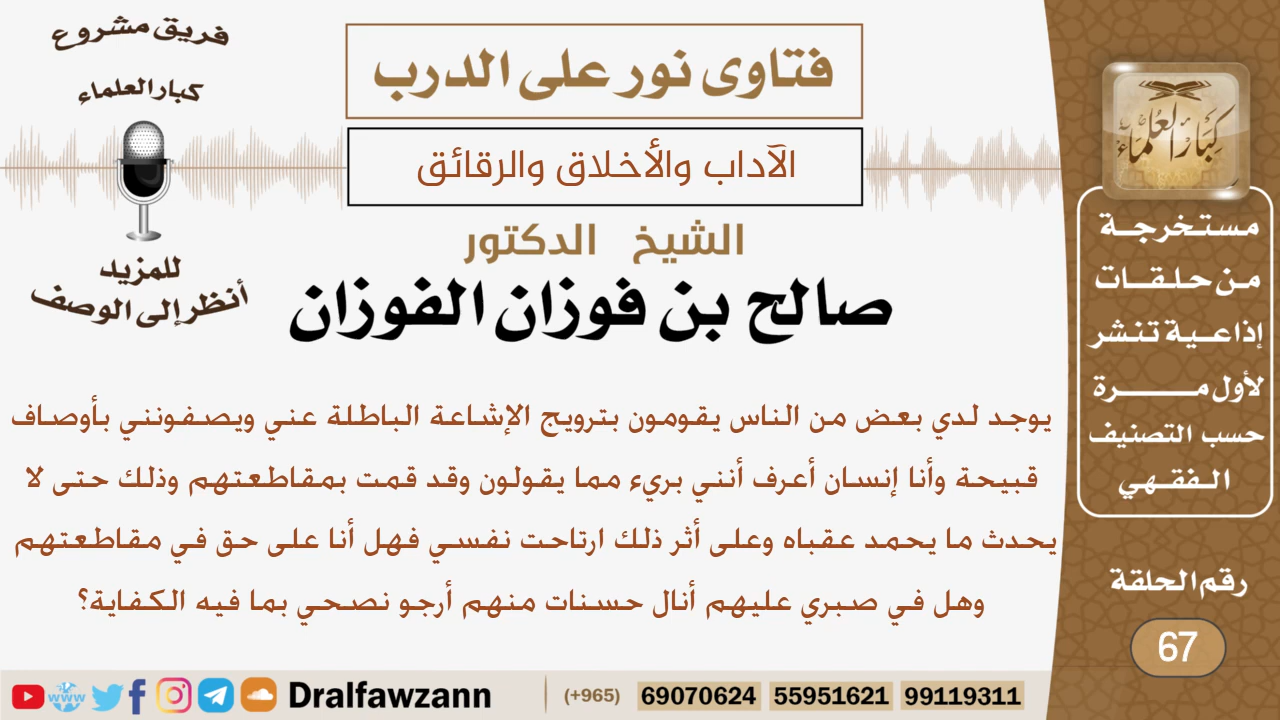 فريق مشروع
كبار العلماء
فتاوى نور على الدرب
الآداب والأخلاق والرقائق
الشيخ الدكتور
صالح بن فوزان الفوزان
للمزيد
أنظر إلى الوصف
يوجد لدي بعض من الناس يقومون بترويج الإشاعة الباطلة عني ويصفونني بأوصاف
قبيحة وأنا إنسان أعرف أنني بريء مما يقولون وقد قمت بمقاطعتهم وذلك حتى لا
يحدث ما يحمد عقباه وعلى أثر ذلك ارتاحت نفسي فهل أنا على حق في مقاطعتهم
وهل في صبري عليهم أنال حسنات منهم أرجو نصحي بما فيه الكفاية؟
كبار العلماء
مستخرجة
من حلقات
إذاعية تنشر
لأول مرة
حسب التصنيف
الفقهي
رقم الحلقة
67
www
Dralfawzann
(+965) 69070624 55951621 99119311